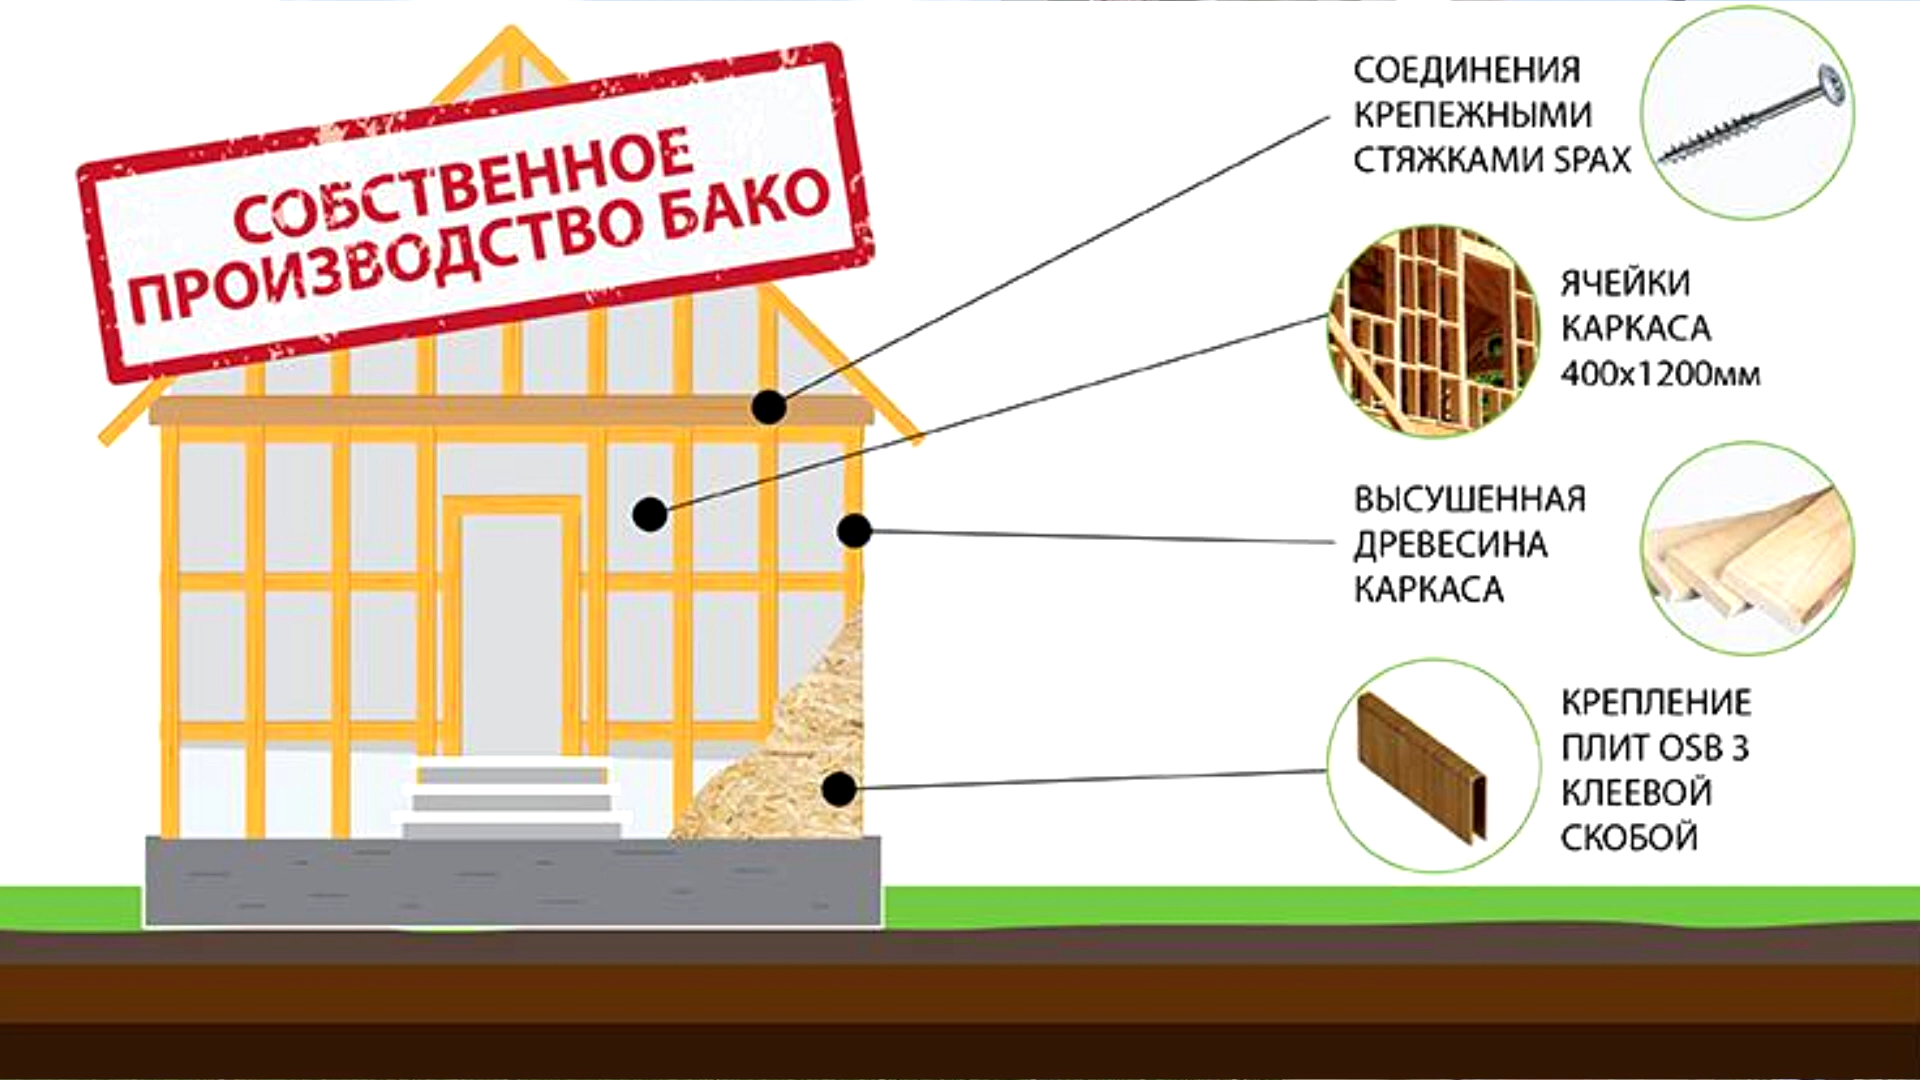 СОБСТВЕННОЕ
ПРОИЗВОДСТВО БАКО
СОЕДИНЕНИЯ
КРЕПЕЖНЫМИ
СТЯЖКАМИ SPAX
ЯЧЕЙКИ
КАРКАСА
400х1200мм
ВЫСУШЕННАЯ
ДРЕВЕСИНА
КАРКАСА
КРЕПЛЕНИЕ
ПЛИТ OSB 3
КЛЕЕВОЙ
СКОБОЙ